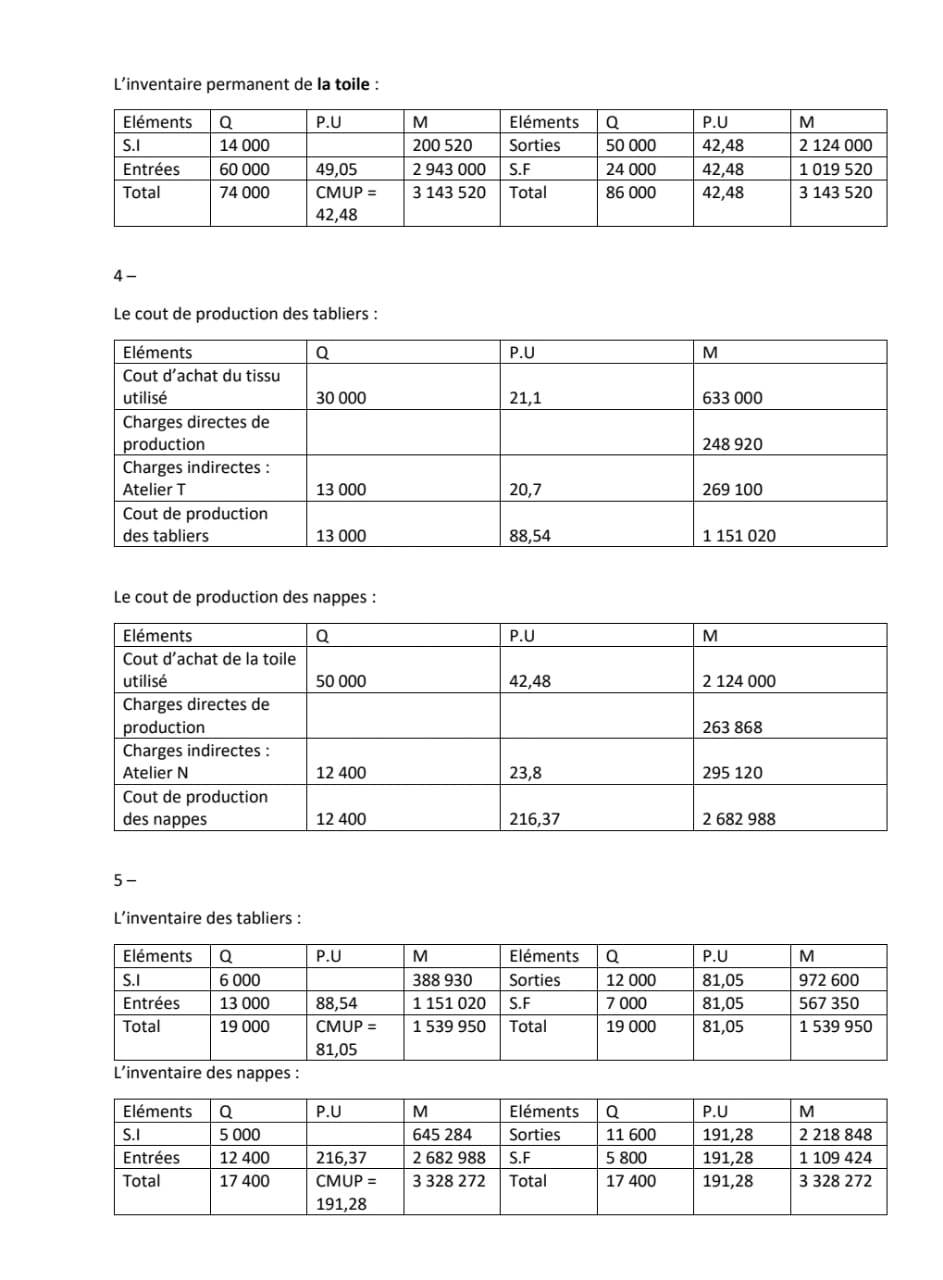 L'inventaire permanent de la toile :
Eléments Q P.U M Eléments Q P.U M
S.I 14 000 200 520 Sorties 50 000 42,48 2 124 000
Entrées 60 000 49,05 2 943 000 S.F 24 000 42,48 1 019 520
Total 74 000 CMUP = 3 143 520 Total 86 000 42,48 3 143 520
42,48
4 –
Le cout de production des tabliers :
Eléments Q P.U M
Cout d'achat du tissu
utilisé 30 000 21,1 633 000
Charges directes de
production 248 920
Charges indirectes :
Atelier T 13 000 20,7 269 100
Cout de production
des tabliers 13 000 88,54 1 151 020
Le cout de production des nappes :
Eléments Q P.U M
Cout d'achat de la toile
utilisé 50 000 42,48 2 124 000
Charges directes de
production 263 868
Charges indirectes :
Atelier N 12 400 23,8 295 120
Cout de production
des nappes 12 400 216,37 2 682 988
5 –
L'inventaire des tabliers :
Eléments Q P.U M Eléments Q P.U M
S.I 6 000 388 930 Sorties 12 000 81,05 972 600
Entrées 13 000 88,54 1 151 020 S.F 7 000 81,05 567 350
Total 19 000 CMUP = 1 539 950 Total 19 000 81,05 1 539 950
81,05
L'inventaire des nappes :
Eléments Q P.U M Eléments Q P.U M
S.I 5 000 645 284 Sorties 11 600 191,28 2 218 848
Entrées 12 400 216,37 2 682 988 S.F 5 800 191,28 1 109 424
Total 17 400 CMUP = 3 328 272 Total 17 400 191,28 3 328 272
191,28